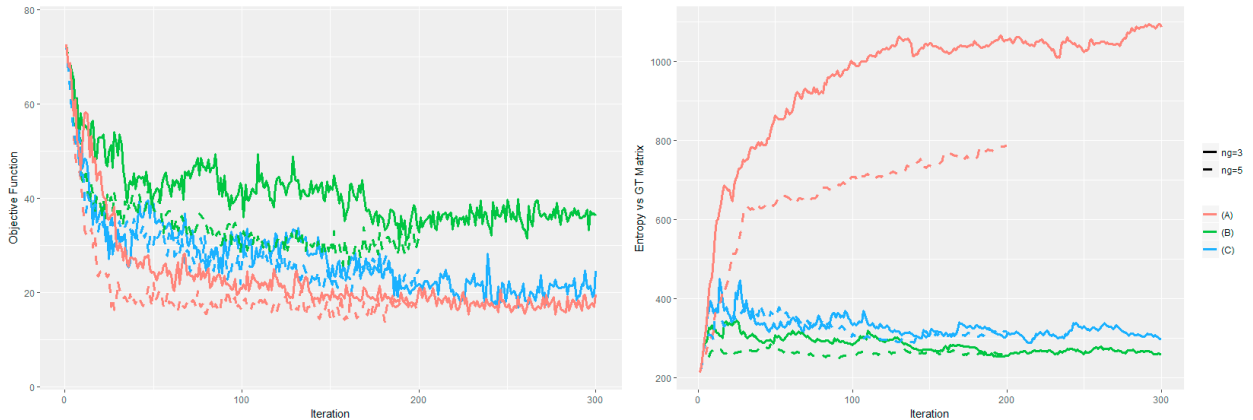 80
60
40
20
0
Objective Function
0
100
200
300
Iteration
1000
800
600
400
200
Entropy vs GT Matrix
0
100
200
300
Iteration
ng=3
ng=5
(A)
(B)
(C)